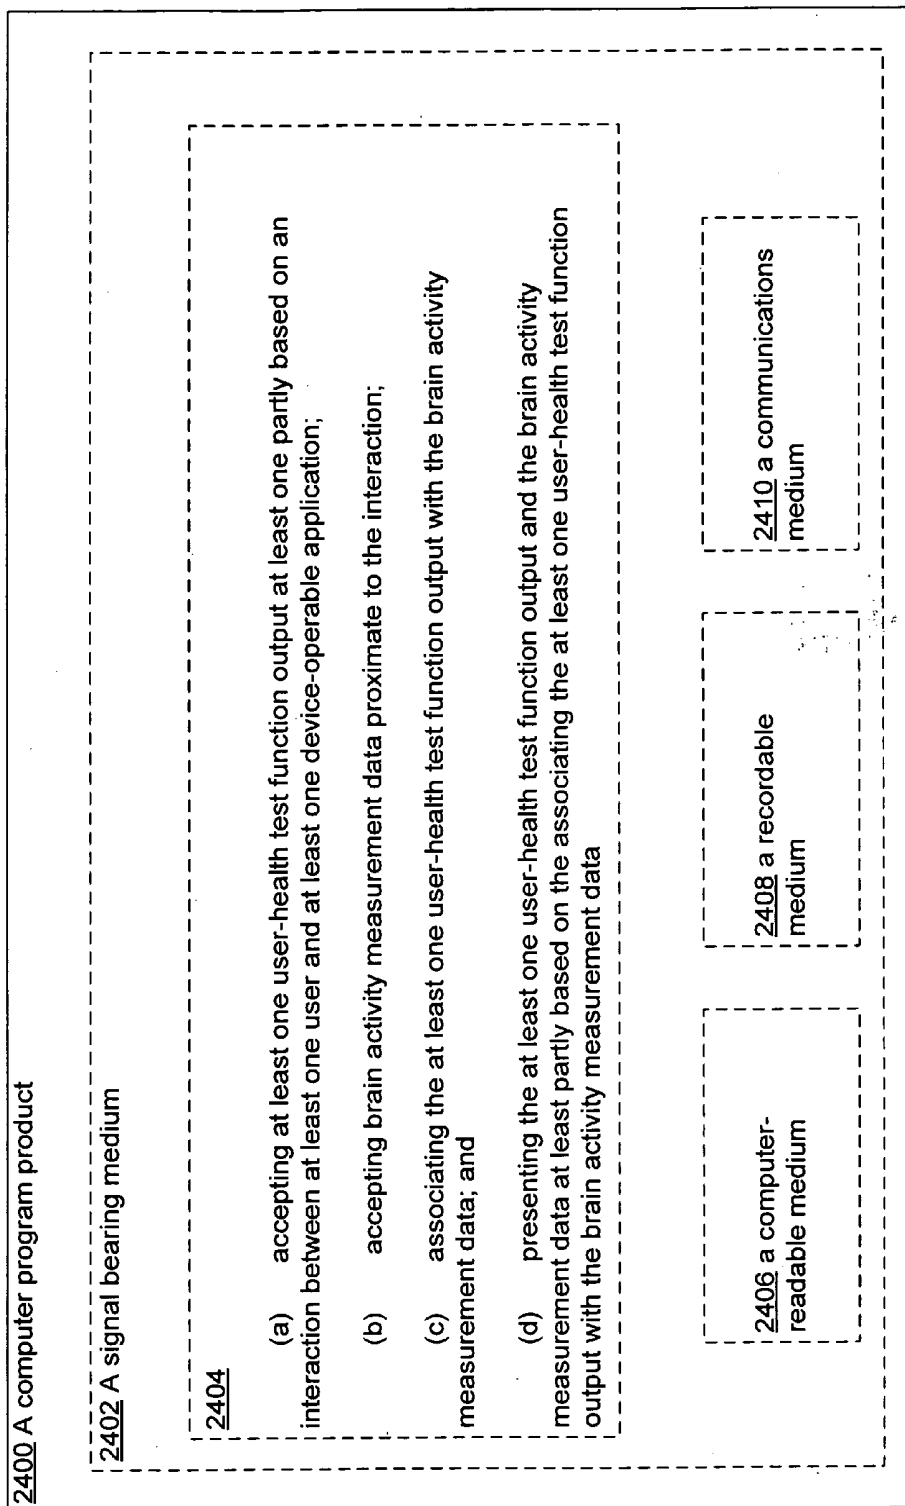 2400 A computer program product
2402 A signal bearing medium
2404
(a) accepting at least one user-health test function output at least one partly based on an
interaction between at least one user and at least one device-operable application;
(b) accepting brain activity measurement data proximate to the interaction;
(c) associating the at least one user-health test function output with the brain activity
measurement data; and
(d) presenting the at least one user-health test function output and the brain activity
measurement data at least partly based on the associating the at least one user-health test function
output with the brain activity measurement data
2406 a computer-
readable medium
2408 a recordable
medium
2410 a communications
medium